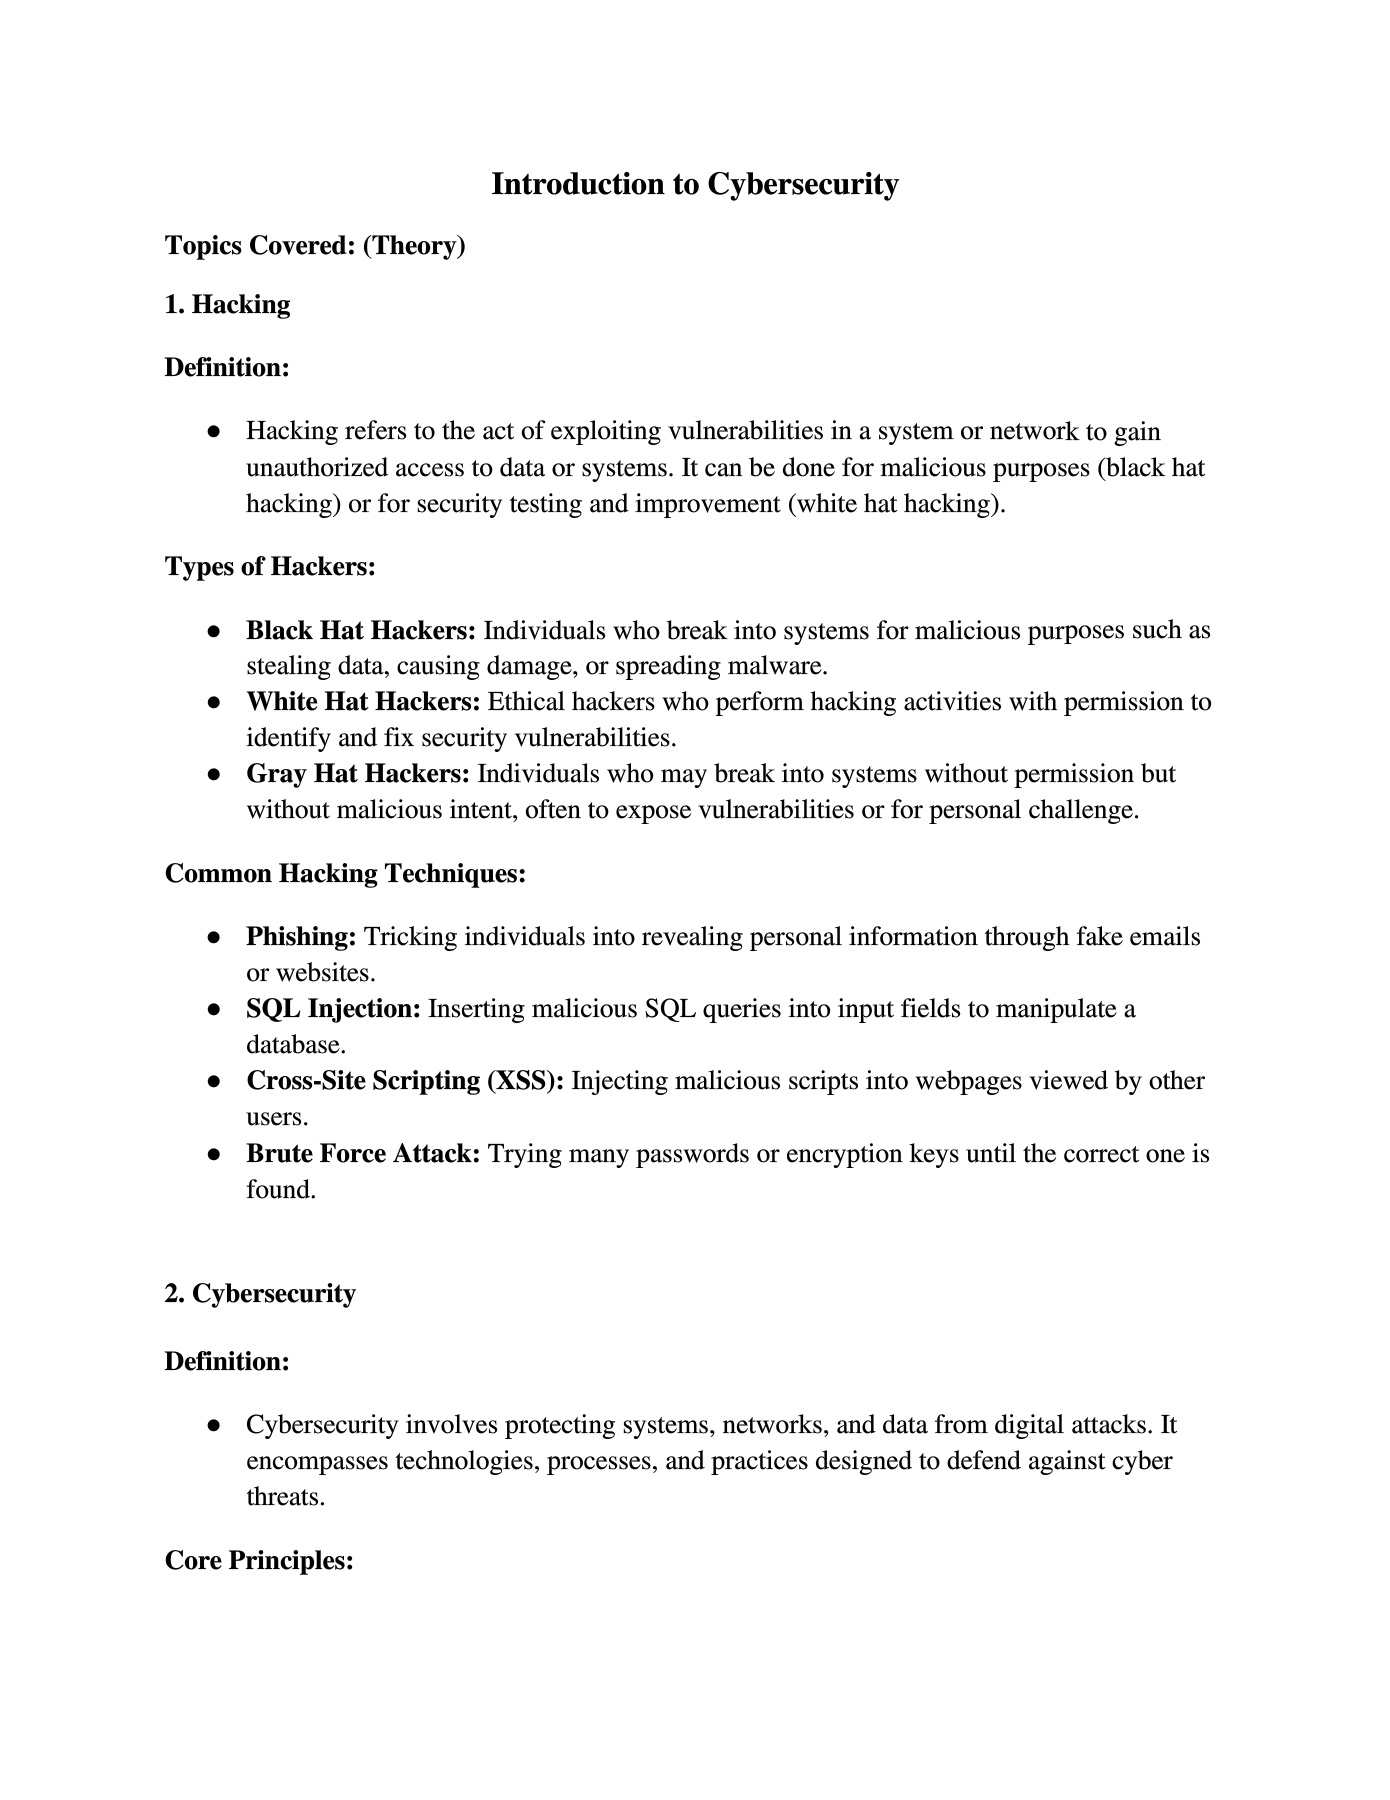 Introduction to Cybersecurity
Topics Covered: (Theory)
1. Hacking
Definition:
● Hacking refers to the act of exploiting vulnerabilities in a system or network to gain
unauthorized access to data or systems. It can be done for malicious purposes (black hat
hacking) or for security testing and improvement (white hat hacking).
Types of Hackers:
● Black Hat Hackers: Individuals who break into systems for malicious purposes such as
stealing data, causing damage, or spreading malware.
● White Hat Hackers: Ethical hackers who perform hacking activities with permission to
identify and fix security vulnerabilities.
● Gray Hat Hackers: Individuals who may break into systems without permission but
without malicious intent, often to expose vulnerabilities or for personal challenge.
Common Hacking Techniques:
● Phishing: Tricking individuals into revealing personal information through fake emails
or websites.
● SQL Injection: Inserting malicious SQL queries into input fields to manipulate a
database.
● Cross-Site Scripting (XSS): Injecting malicious scripts into webpages viewed by other
users.
● Brute Force Attack: Trying many passwords or encryption keys until the correct one is
found.
2. Cybersecurity
Definition:
● Cybersecurity involves protecting systems, networks, and data from digital attacks. It
encompasses technologies, processes, and practices designed to defend against cyber
threats.
Core Principles: